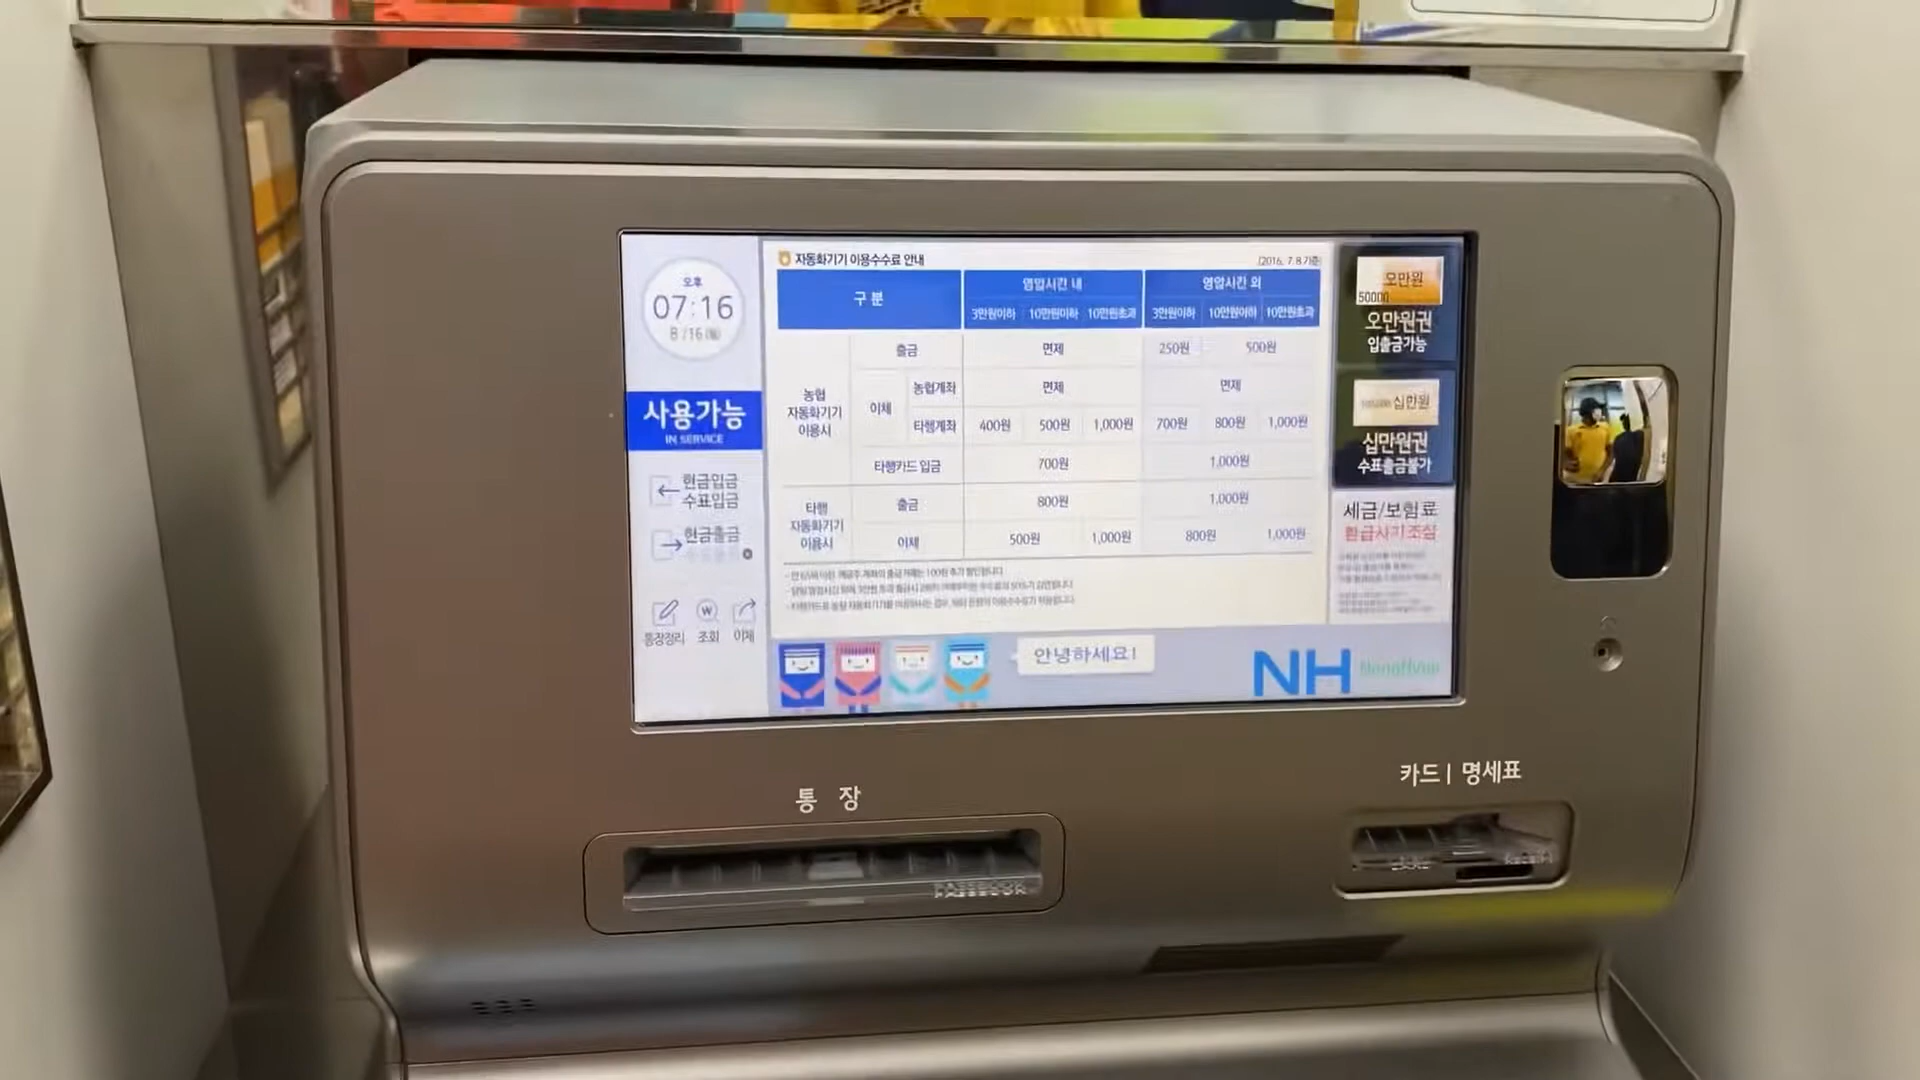 오후
07:16
8/16
사용가능
IN SERVICE
현금입금
수표입금
현금출금
통장정리 조회 이체
자동화기기 이용수수료 안내
(2016. 7.8기준)
구 분 영업시간 내 영업시간 외
3만원이하 10만원이하 10만원초과 3만원이하 10만원이하 10만원초과
농협 자동화기기 이용시 출금 면제 250원 500원
이체 농협계좌 면제 면제
타행계좌 400원 500원 1,000원 700원 800원 1,000원
타행카드 입금 700원 1,000원
타행 자동화기기 이용시 출금 800원 1,000원
이체 500원 1,000원 800원 1,000원
오만원
50000
오만원권
입출금가능
십만원
십만원권
수표출금불가
세금/보험료
환급사기 조심
안녕하세요!
NH
통 장
카드 | 명세표
PASSBOOK